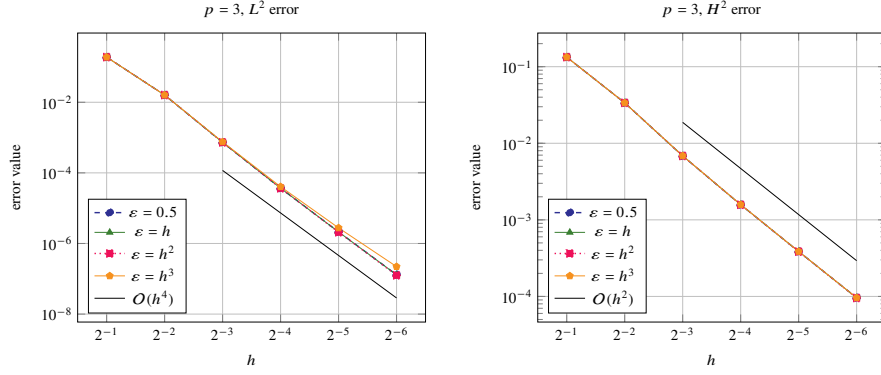 p = 3, L² error
10⁻²
10⁻⁴
10⁻⁶
10⁻⁸
error value
ε = 0.5
ε = h
ε = h²
ε = h³
O(h⁴)
2⁻¹ 2⁻² 2⁻³ 2⁻⁴ 2⁻⁵ 2⁻⁶
h
p = 3, H² error
10⁻¹
10⁻²
10⁻³
10⁻⁴
error value
ε = 0.5
ε = h
ε = h²
ε = h³
O(h²)
2⁻¹ 2⁻² 2⁻³ 2⁻⁴ 2⁻⁵ 2⁻⁶
h